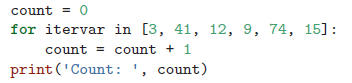 count = 0
for itervar in [3, 41, 12, 9, 74, 15]:
    count = count + 1
print('Count: ', count)